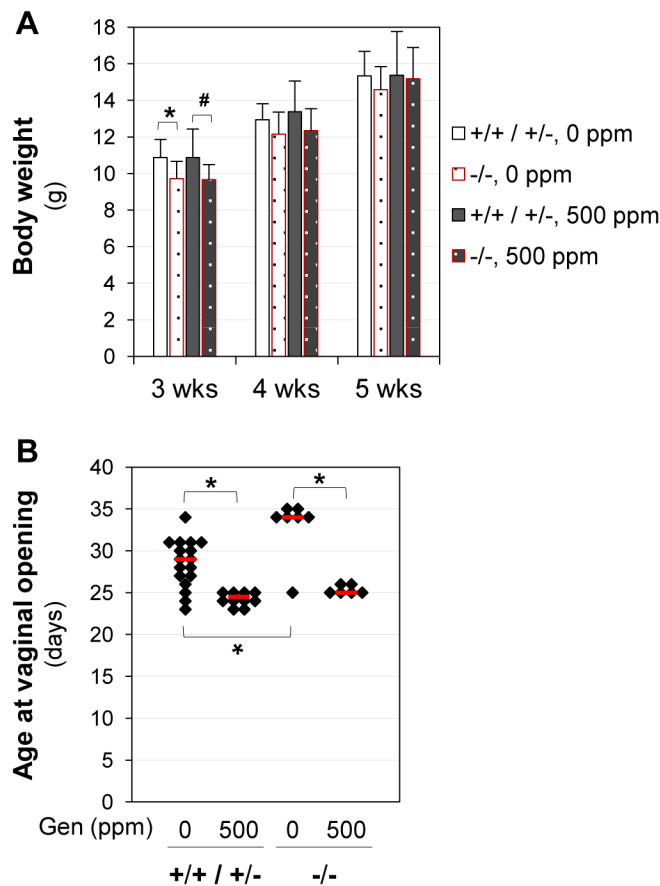 A
Body weight
(g)
18
16
14
12
10
8
6
4
2
0
* #
3 wks 4 wks 5 wks
+/+ / +/-, 0 ppm
-/-, 0 ppm
+/+ / +/-, 500 ppm
-/-, 500 ppm
B
Age at vaginal opening
(days)
40
35
30
25
20
15
10
5
0
* *
*
Gen (ppm) 0 500 0 500
+/+ / +/- -/-